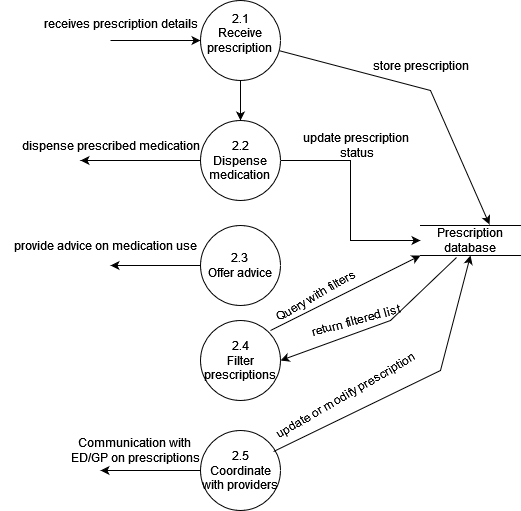 receives prescription details
2.1
Receive
prescription
store prescription
dispense prescribed medication
2.2
Dispense
medication
update prescription
status
Prescription
database
provide advice on medication use
2.3
Offer advice
Query with filters
return filtered list
2.4
Filter
prescriptions
update or modify prescription
Communication with
ED/GP on prescriptions
2.5
Coordinate
with providers